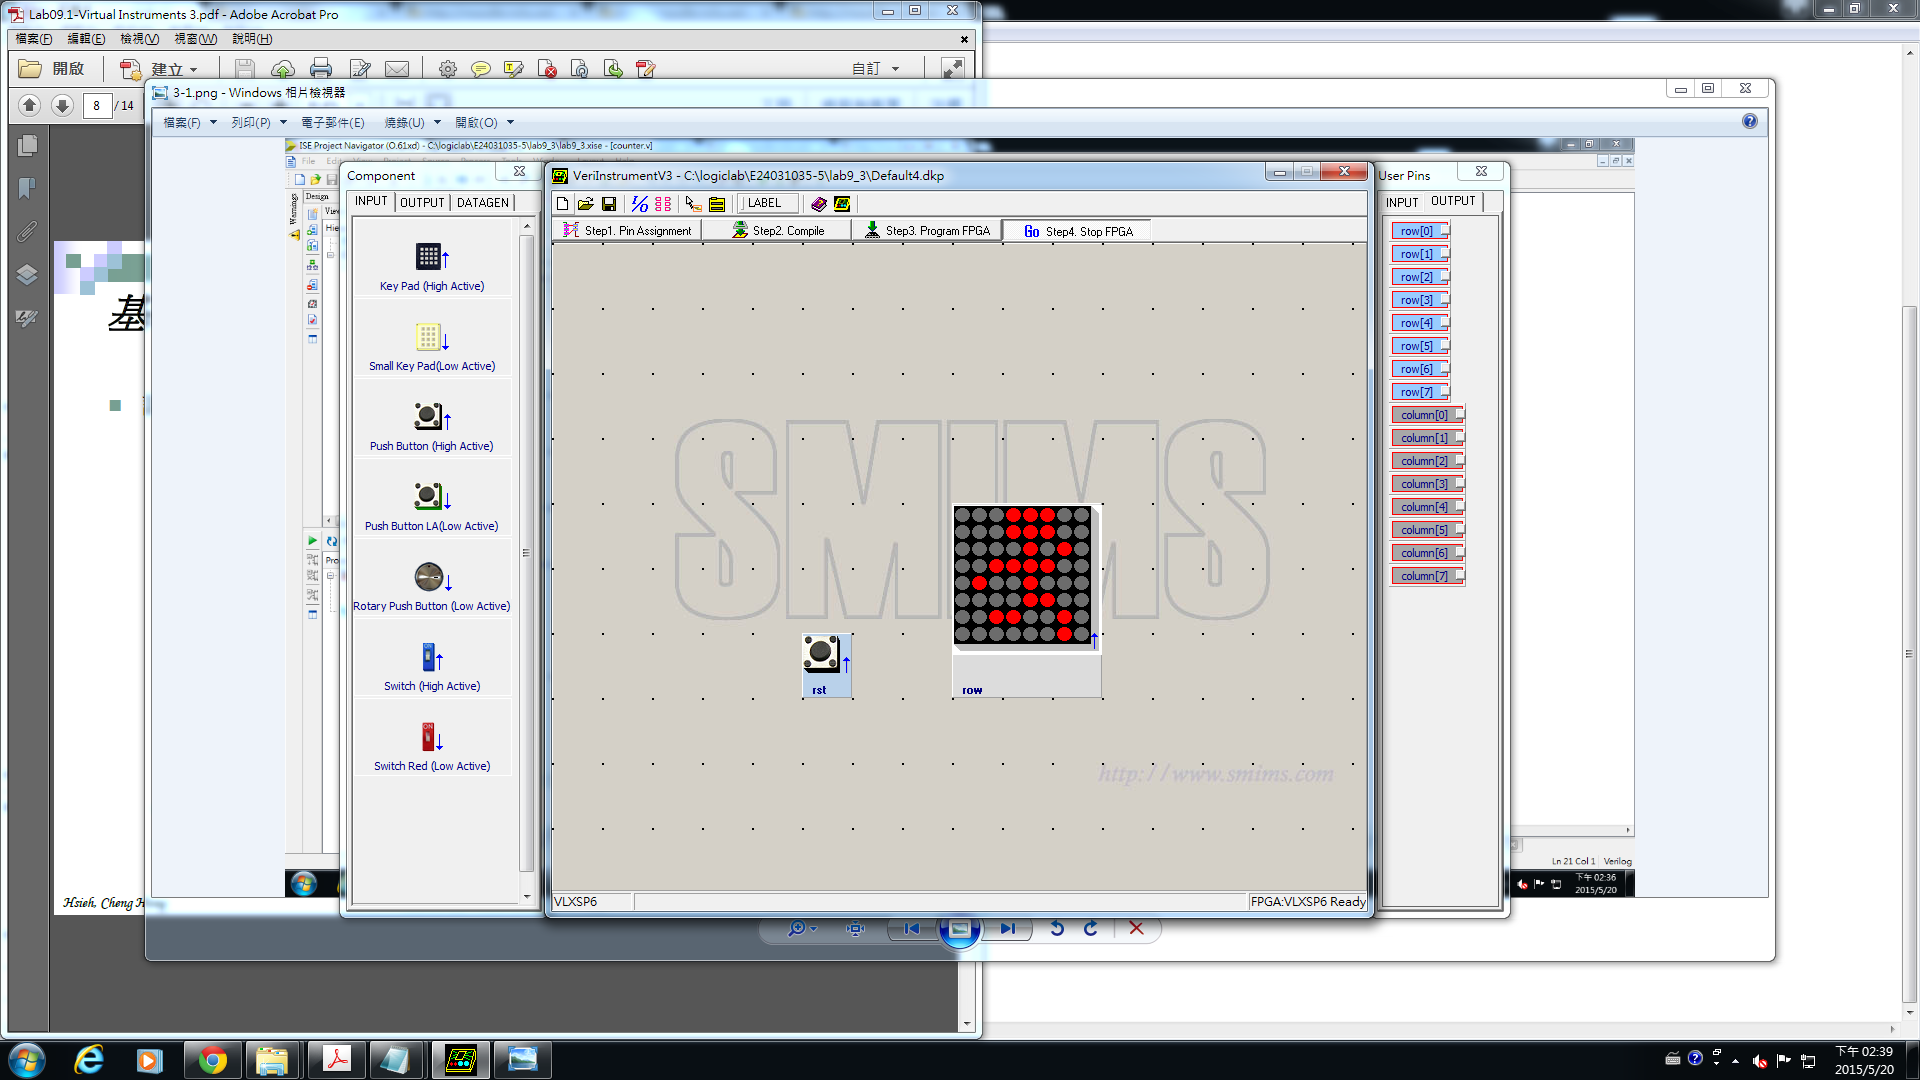 Lab09.1-Virtual Instruments 3.pdf - Adobe Acrobat Pro
檔案(F) 編輯(E) 檢視(V) 視窗(W) 說明(H)
開啟 建立 自訂
8 / 14
3-1.png - Windows 相片檢視器
檔案(F) 列印(P) 電子郵件(E) 燒錄(U) 開啟(O)
ISE Project Navigator (O.61xd) - C:\logiclab\E24031035-5\lab9_3\lab9_3.xise - [counter.v]
File
Design
Warnings
Component
INPUT OUTPUT DATAGEN
Key Pad (High Active)
Small Key Pad(Low Active)
Push Button (High Active)
Push Button LA(Low Active)
Rotary Push Button (Low Active)
Switch (High Active)
ON
Switch Red (Low Active)
VeriInstrumentV3 - C:\logiclab\E24031035-5\lab9_3\Default4.dkp
I/O LABEL
Step1. Pin Assignment Step2. Compile Step3. Program FPGA Go Step4. Stop FPGA
SMIMS
rst
row
http://www.smims.com
VLXSP6 FPGA:VLXSP6 Ready
User Pins
INPUT OUTPUT
row[0]
row[1]
row[2]
row[3]
row[4]
row[5]
row[6]
row[7]
column[0]
column[1]
column[2]
column[3]
column[4]
column[5]
column[6]
column[7]
基
Hsieh, Cheng
Ln 21 Col 1 Verilog
下午 02:36
2015/5/20
下午 02:39
2015/5/20